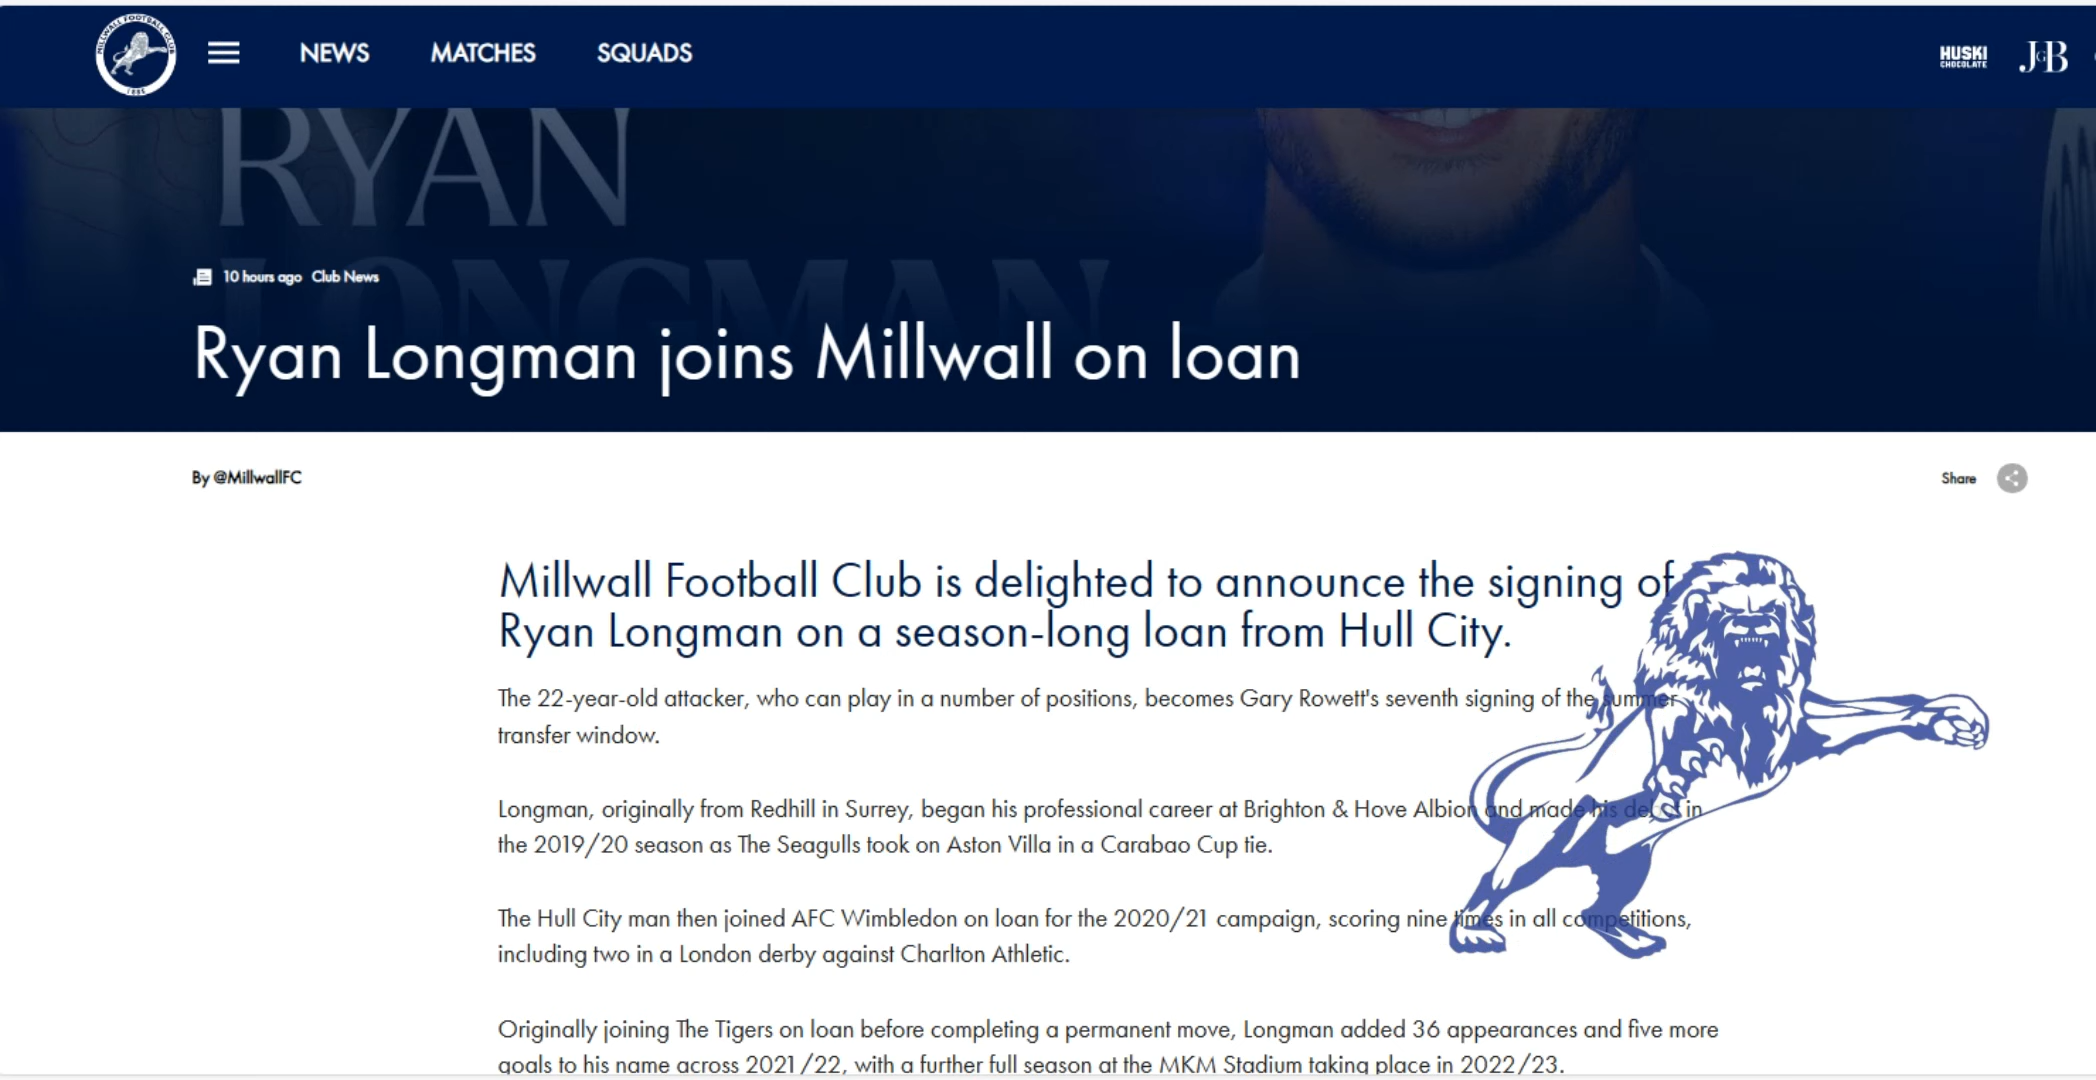 MILLWALL FOOTBALL CLUB
1885
NEWS
MATCHES
SQUADS
HUSKI
CHOCOLATE
JGB
RYAN
LONGMAN
10 hours ago Club News
Ryan Longman joins Millwall on loan
By @MillwallFC
Share
Millwall Football Club is delighted to announce the signing of
Ryan Longman on a season-long loan from Hull City.
The 22-year-old attacker, who can play in a number of positions, becomes Gary Rowett's seventh signing of the summer
transfer window.
Longman, originally from Redhill in Surrey, began his professional career at Brighton & Hove Albion and made his debut in
the 2019/20 season as The Seagulls took on Aston Villa in a Carabao Cup tie.
The Hull City man then joined AFC Wimbledon on loan for the 2020/21 campaign, scoring nine times in all competitions,
including two in a London derby against Charlton Athletic.
Originally joining The Tigers on loan before completing a permanent move, Longman added 36 appearances and five more
goals to his name across 2021/22, with a further full season at the MKM Stadium taking place in 2022/23.